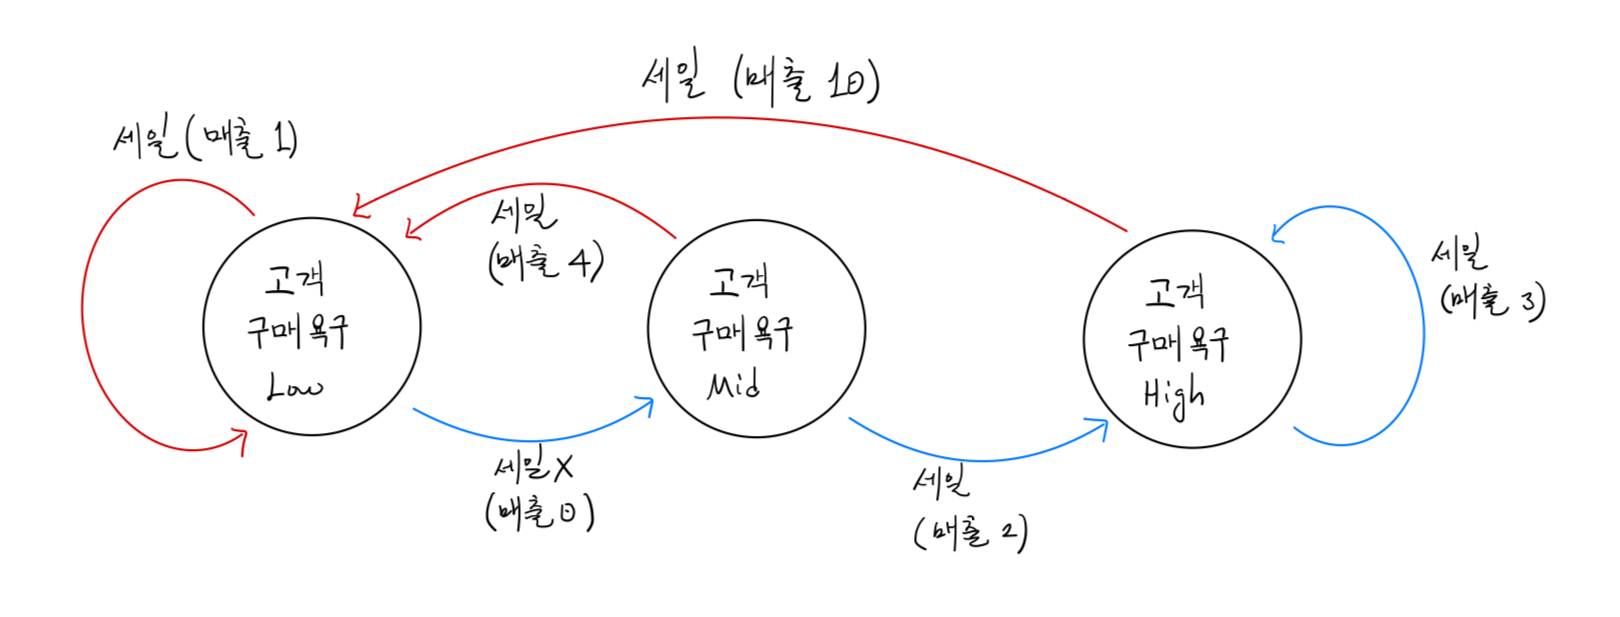 세일 (매출 10)
세일 (매출 1)
세일
(매출 4)
세일
(매출 3)
고객
구매욕구
Low
고객
구매욕구
Mid
고객
구매욕구
High
세일X
(매출 0)
세일
(매출 2)